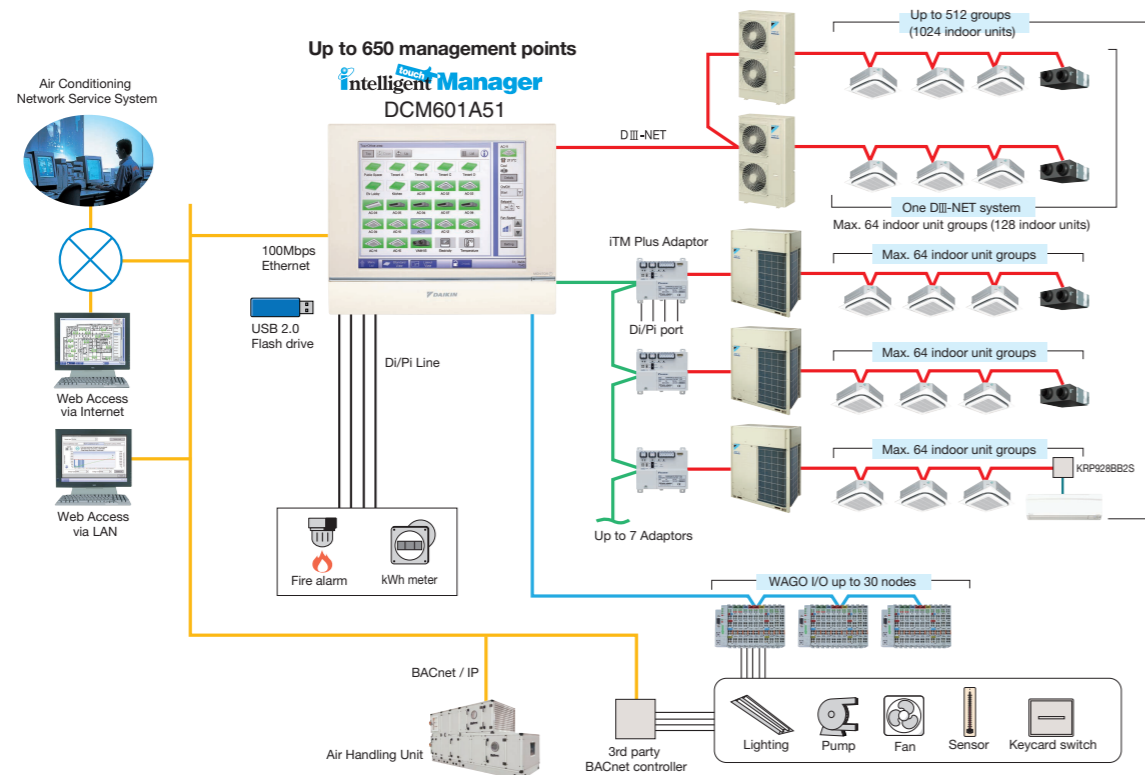 Up to 650 management points
intelligent touch Manager
DCM601A51
Air Conditioning
Network Service System
100Mbps
Ethernet
USB 2.0
Flash drive
Web Access
via Internet
Web Access
via LAN
DAIKIN
Di/Pi Line
Fire alarm
kWh meter
DⅢ-NET
Up to 512 groups
(1024 indoor units)
One DⅢ-NET system
Max. 64 indoor unit groups (128 indoor units)
iTM Plus Adaptor
Di/Pi port
Max. 64 indoor unit groups
Max. 64 indoor unit groups
Max. 64 indoor unit groups
KRP928BB2S
Up to 7 Adaptors
WAGO I/O up to 30 nodes
BACnet / IP
Air Handling Unit
3rd party
BACnet controller
Lighting
Pump
Fan
Sensor
Keycard switch